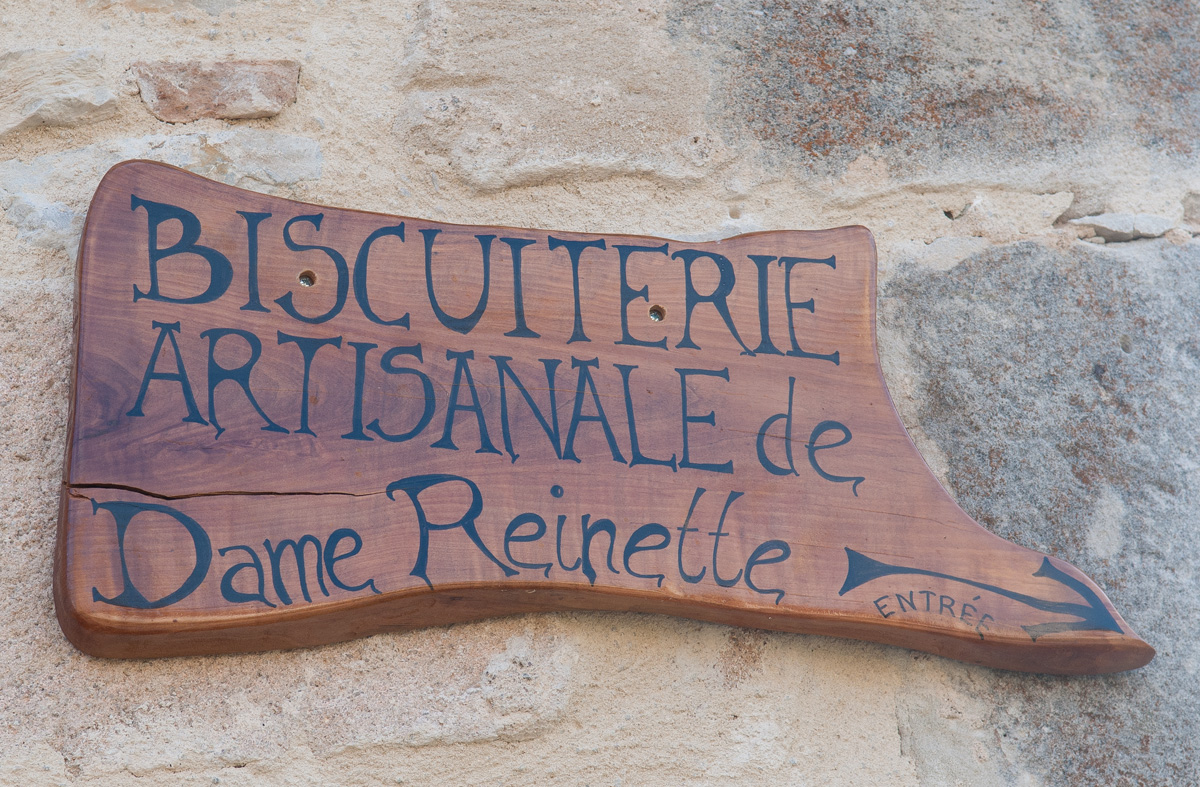 BISCUITERIE
ARTISANALE de
Dame Reinette
ENTRÉE